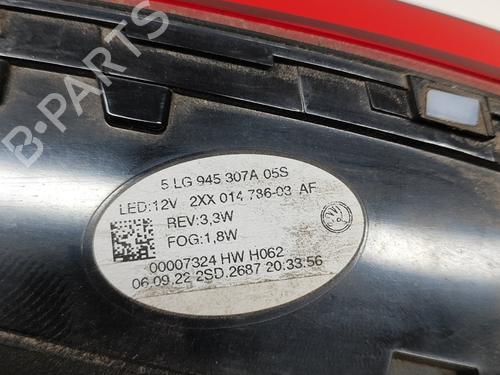 B-PARTS
5 LG 945 307A 05S
LED:12V 2XX 014 736-03 AF
REV:3,3W
FOG:1,8W
00007324 HW H062
06.09.22 2SD.2687 20:33:56